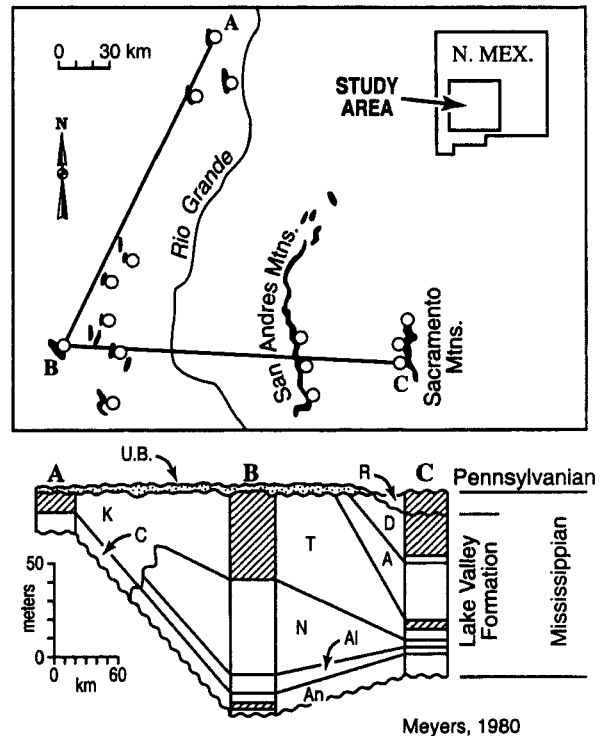 A
0 30 km
N. MEX.
STUDY
AREA
N
Rio Grande
San Andres Mtns.
Sacramento
Mtns.
B
C
U.B.
A
B
R
C
Pennsylvanian
K
C
D
T
A
50
meters
0
0 60
km
N
Al
An
Lake Valley
Formation
Mississippian
Meyers, 1980